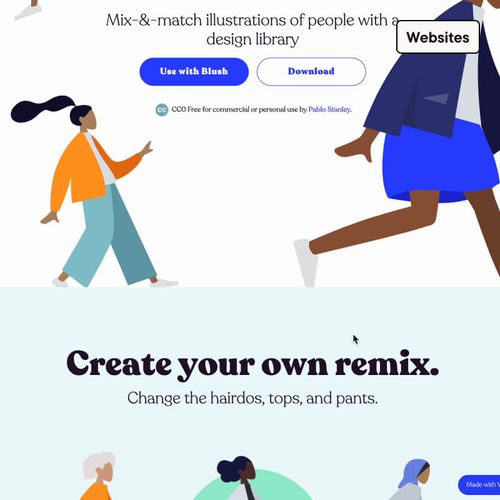 Mix-&-match illustrations of people with a
design library
Websites
Use with Blush
Download
CC0 Free for commercial or personal use by Pablo Stanley.
Create your own remix.
Change the hairdos, tops, and pants.
Made with